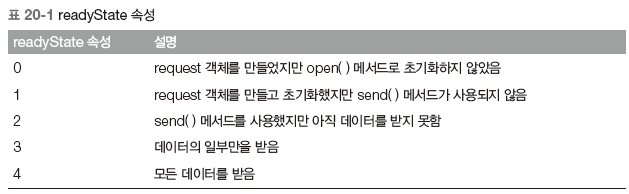 표 20-1 readyState 속성
readyState 속성 설명
0 request 객체를 만들었지만 open( ) 메서드로 초기화하지 않았음
1 request 객체를 만들고 초기화했지만 send( ) 메서드가 사용되지 않음
2 send( ) 메서드를 사용했지만 아직 데이터를 받지 못함
3 데이터의 일부만을 받음
4 모든 데이터를 받음